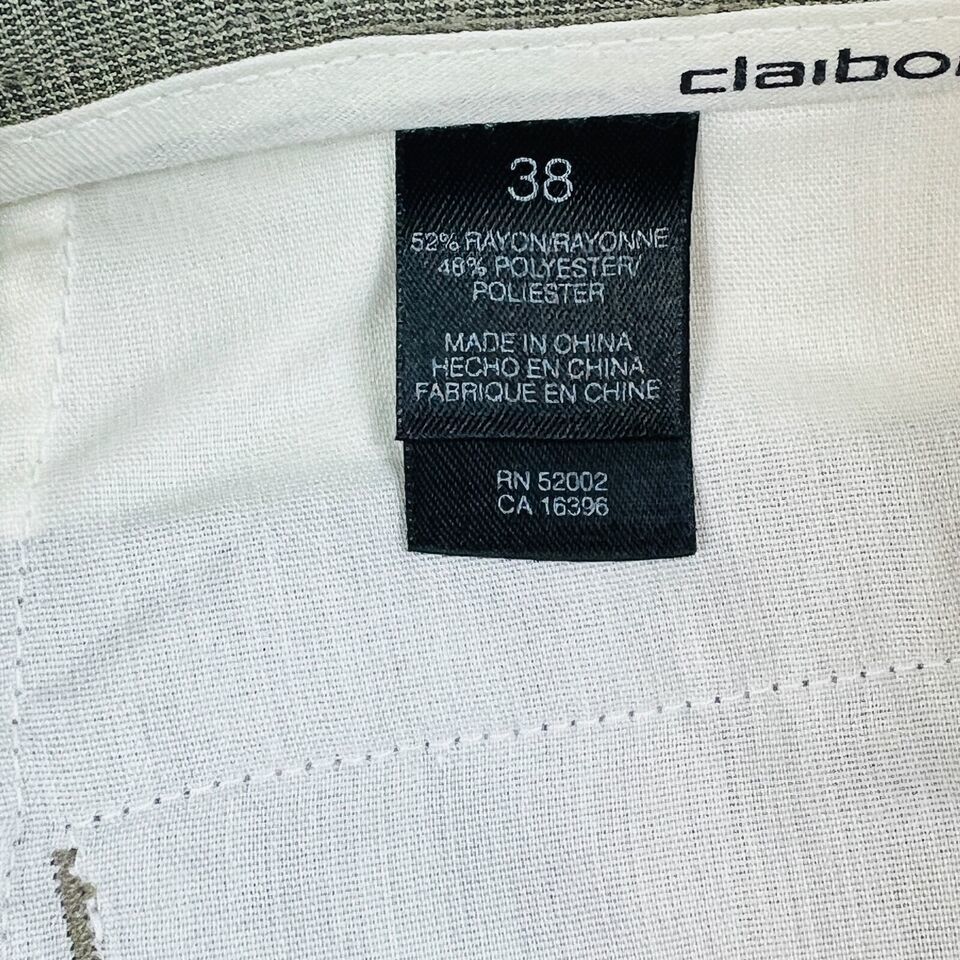 claibo
38
52% RAYON/RAYONNE
48% POLYESTER/
POLIESTER
MADE IN CHINA
HECHO EN CHINA
FABRIQUE EN CHINE
RN 52002
CA 16396